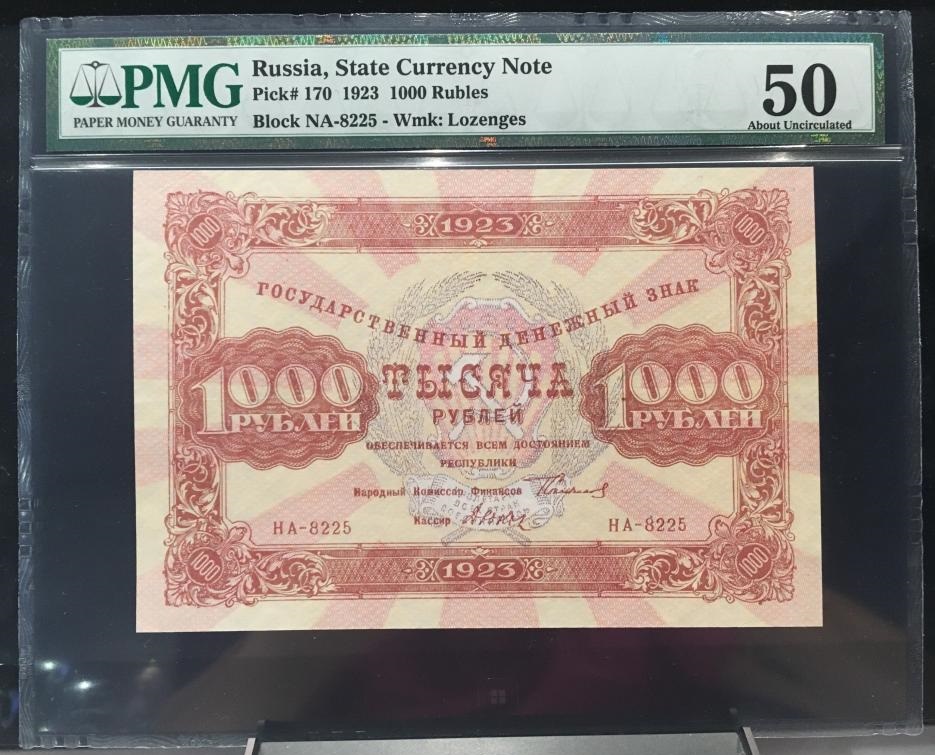 PMG
PAPER MONEY GUARANTY
Russia, State Currency Note
Pick# 170 1923 1000 Rubles
Block NA-8225 - Wmk: Lozenges
50
About Uncirculated
1000
1923
1000
ГОСУДАРСТВЕННЫЙ ДЕНЕЖНЫЙ ЗНАК
1000
РУБЛЕЙ
ТЫСЯЧА
РУБЛЕЙ
1000
РУБЛЕЙ
ОБЕСПЕЧИВАЕТСЯ ВСЕМ ДОСТОЯНИЕМ
РЕСПУБЛИКИ
Народный Комиссар Финансов
Кассир
НА-8225
НА-8225
1000
1923
1000